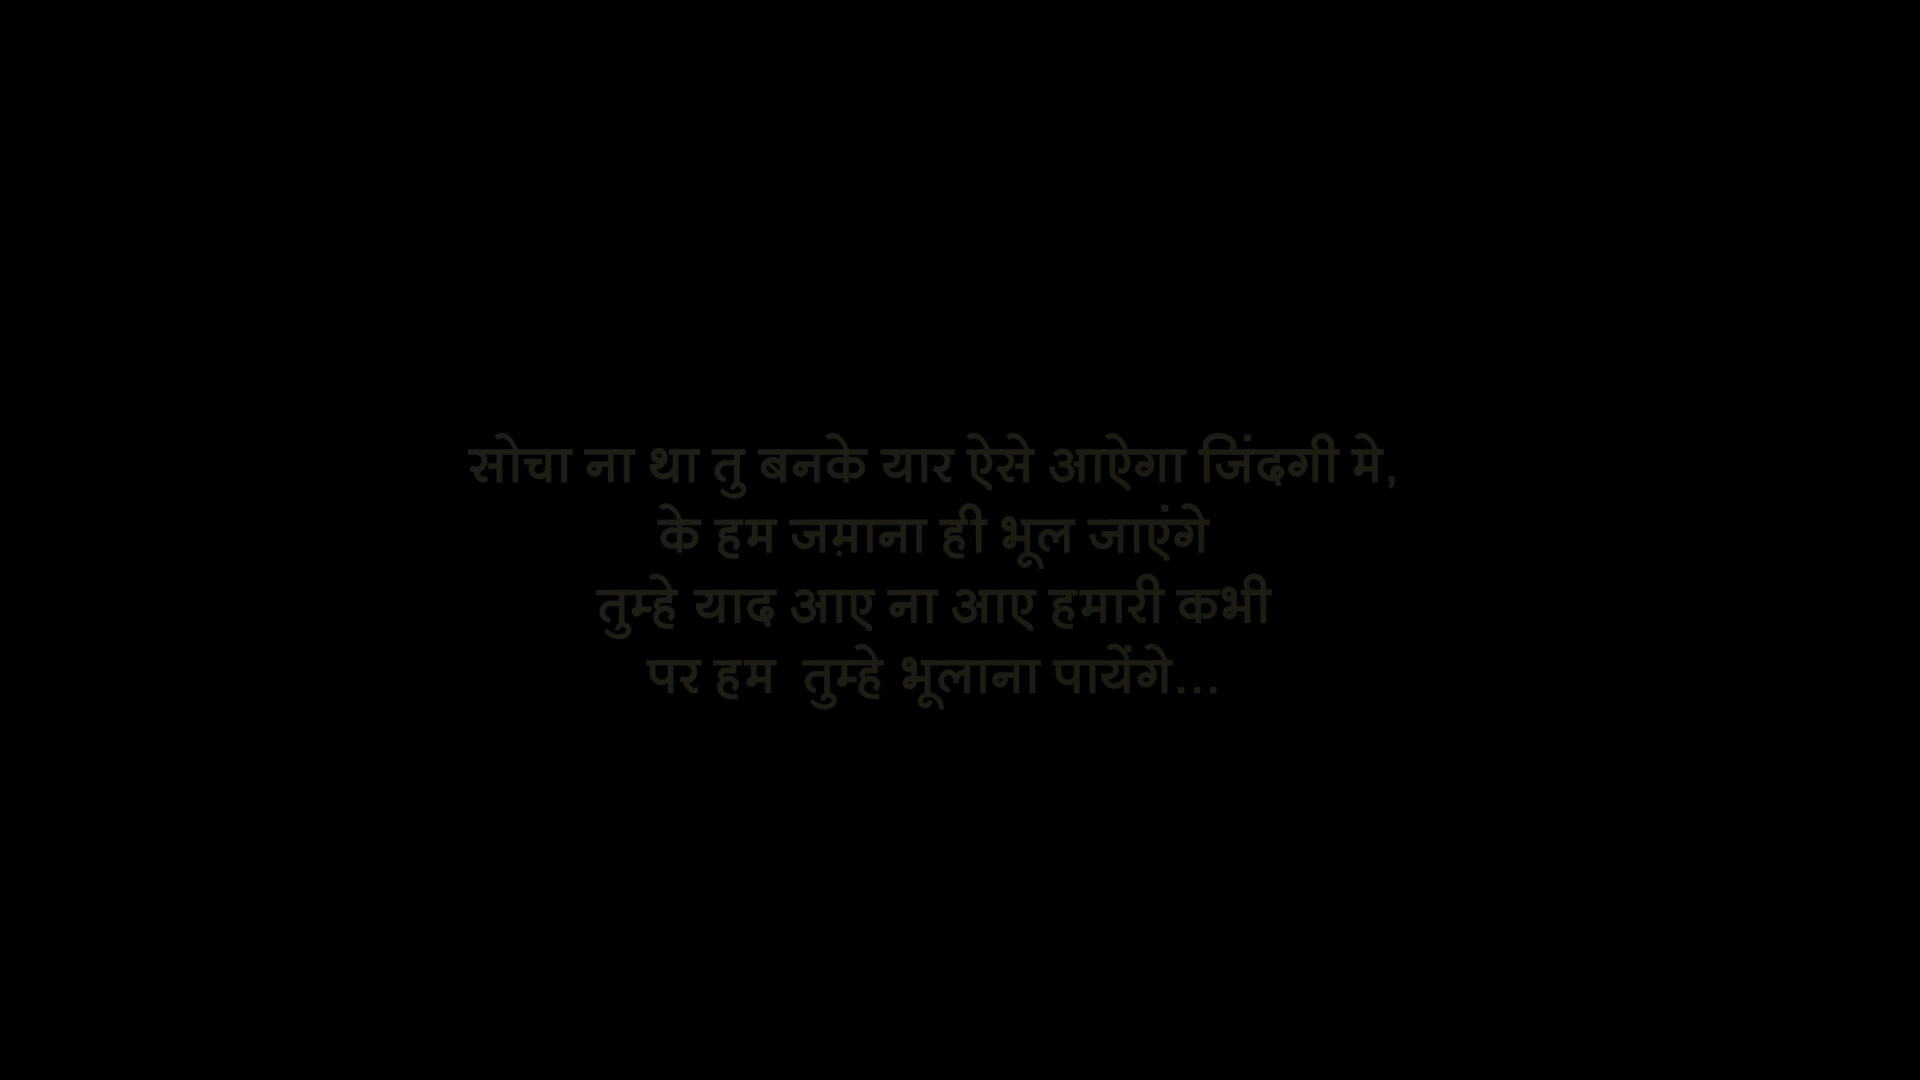 सोचा ना था तु बनके यार ऐसे आऐगा जिंदगी मे,
के हम जम़ाना ही भूल जाएंगे
तुम्हे याद आए ना आए हमारी कभी
पर हम  तुम्हे भूलाना पायेंगे...